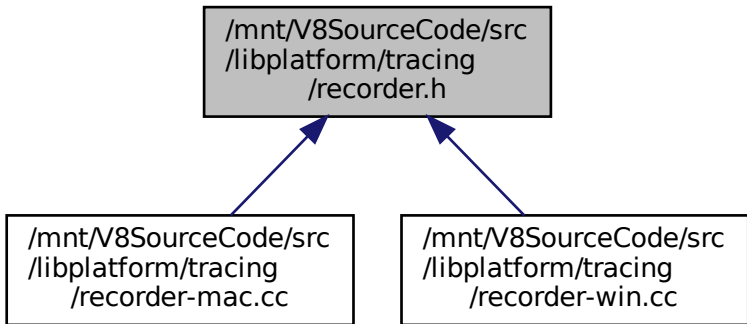 /mnt/V8SourceCode/src
/libplatform/tracing
/recorder.h
/mnt/V8SourceCode/src
/libplatform/tracing
/recorder-mac.cc
/mnt/V8SourceCode/src
/libplatform/tracing
/recorder-win.cc